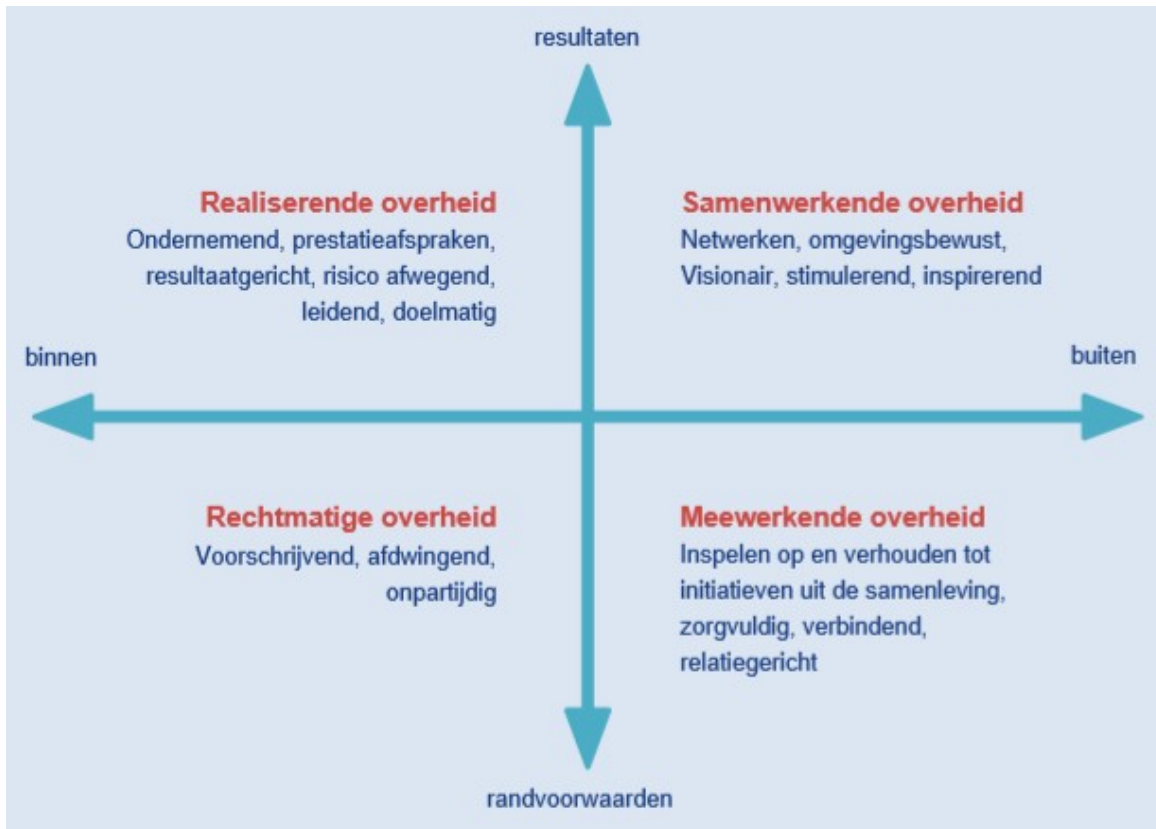 resultaten
Realiserende overheid
Ondernemend, prestatieafspraken,
resultaatgericht, risico afwegend,
leidend, doelmatig
Samenwerkende overheid
Netwerken, omgevingsbewust,
Visionair, stimulerend, inspirerend
binnen
buiten
Rechtmatige overheid
Voorschrijvend, afdwingend,
onpartijdig
Meewerkende overheid
Inspelen op en verhouden tot
initiatieven uit de samenleving,
zorgvuldig, verbindend,
relatiegericht
randvoorwaarden